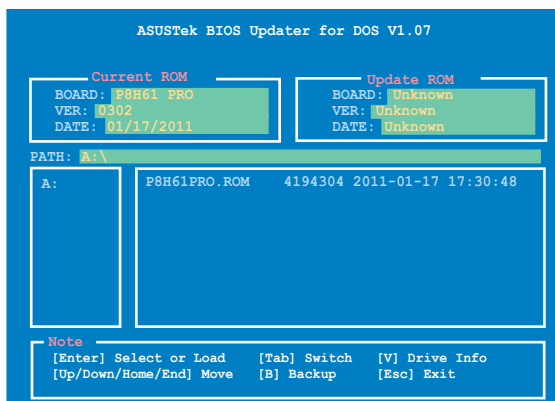 ASUSTek BIOS Updater for DOS V1.07
Current ROM
BOARD: P8H61 PRO
VER: 0302
DATE: 01/17/2011
Update ROM
BOARD: Unknown
VER: Unknown
DATE: Unknown
PATH: A:\
A:
P8H61PRO.ROM 4194304 2011-01-17 17:30:48
Note
[Enter] Select or Load [Tab] Switch [V] Drive Info
[Up/Down/Home/End] Move [B] Backup [Esc] Exit